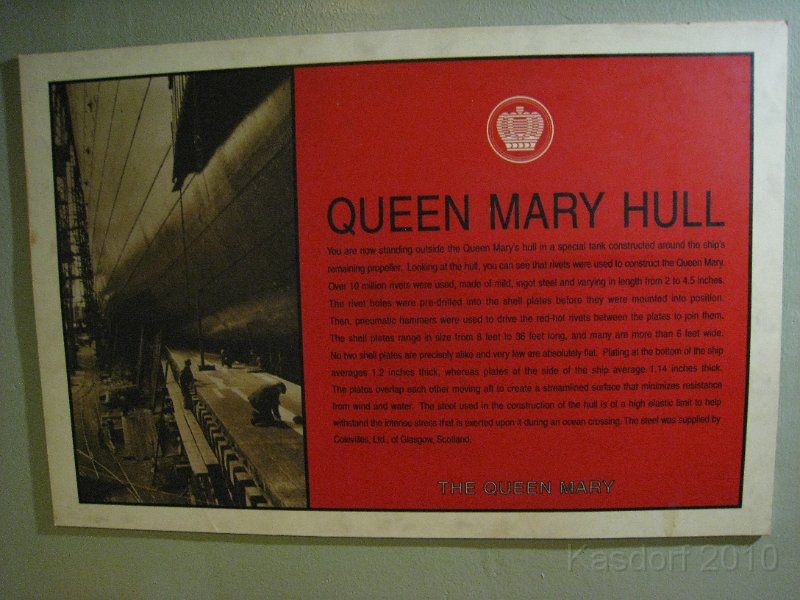 QUEEN MARY HULL
You are now standing outside the Queen Mary's hull in a special tank constructed around the ship's
remaining propeller. Looking at the hull, you can see that rivets were used to construct the Queen Mary.
Over 10 million rivets were used, made of mild, ingot steel and varying in length from 2 to 4.5 inches.
The rivet holes were pre-drilled into the shell plates before they were mounted into position.
Then, pneumatic hammers were used to drive the red-hot rivets between the plates to join them.
The shell plates range in size from 8 feet to 36 feet long, and many are more than 6 feet wide.
No two shell plates are precisely alike and very few are absolutely flat. Plating at the bottom of the ship
averages 1.2 inches thick, whereas plates at the side of the ship average 1.14 inches thick.
The plates overlap each other moving aft to create a streamlined surface that minimizes resistance
from wind and water. The steel used in the construction of the hull is of a high elastic limit to help
withstand the intense stress that is exerted upon it during an ocean crossing. The steel was supplied by
Colevilles, Ltd., of Glasgow, Scotland.
THE QUEEN MARY
Kasdorf 2010